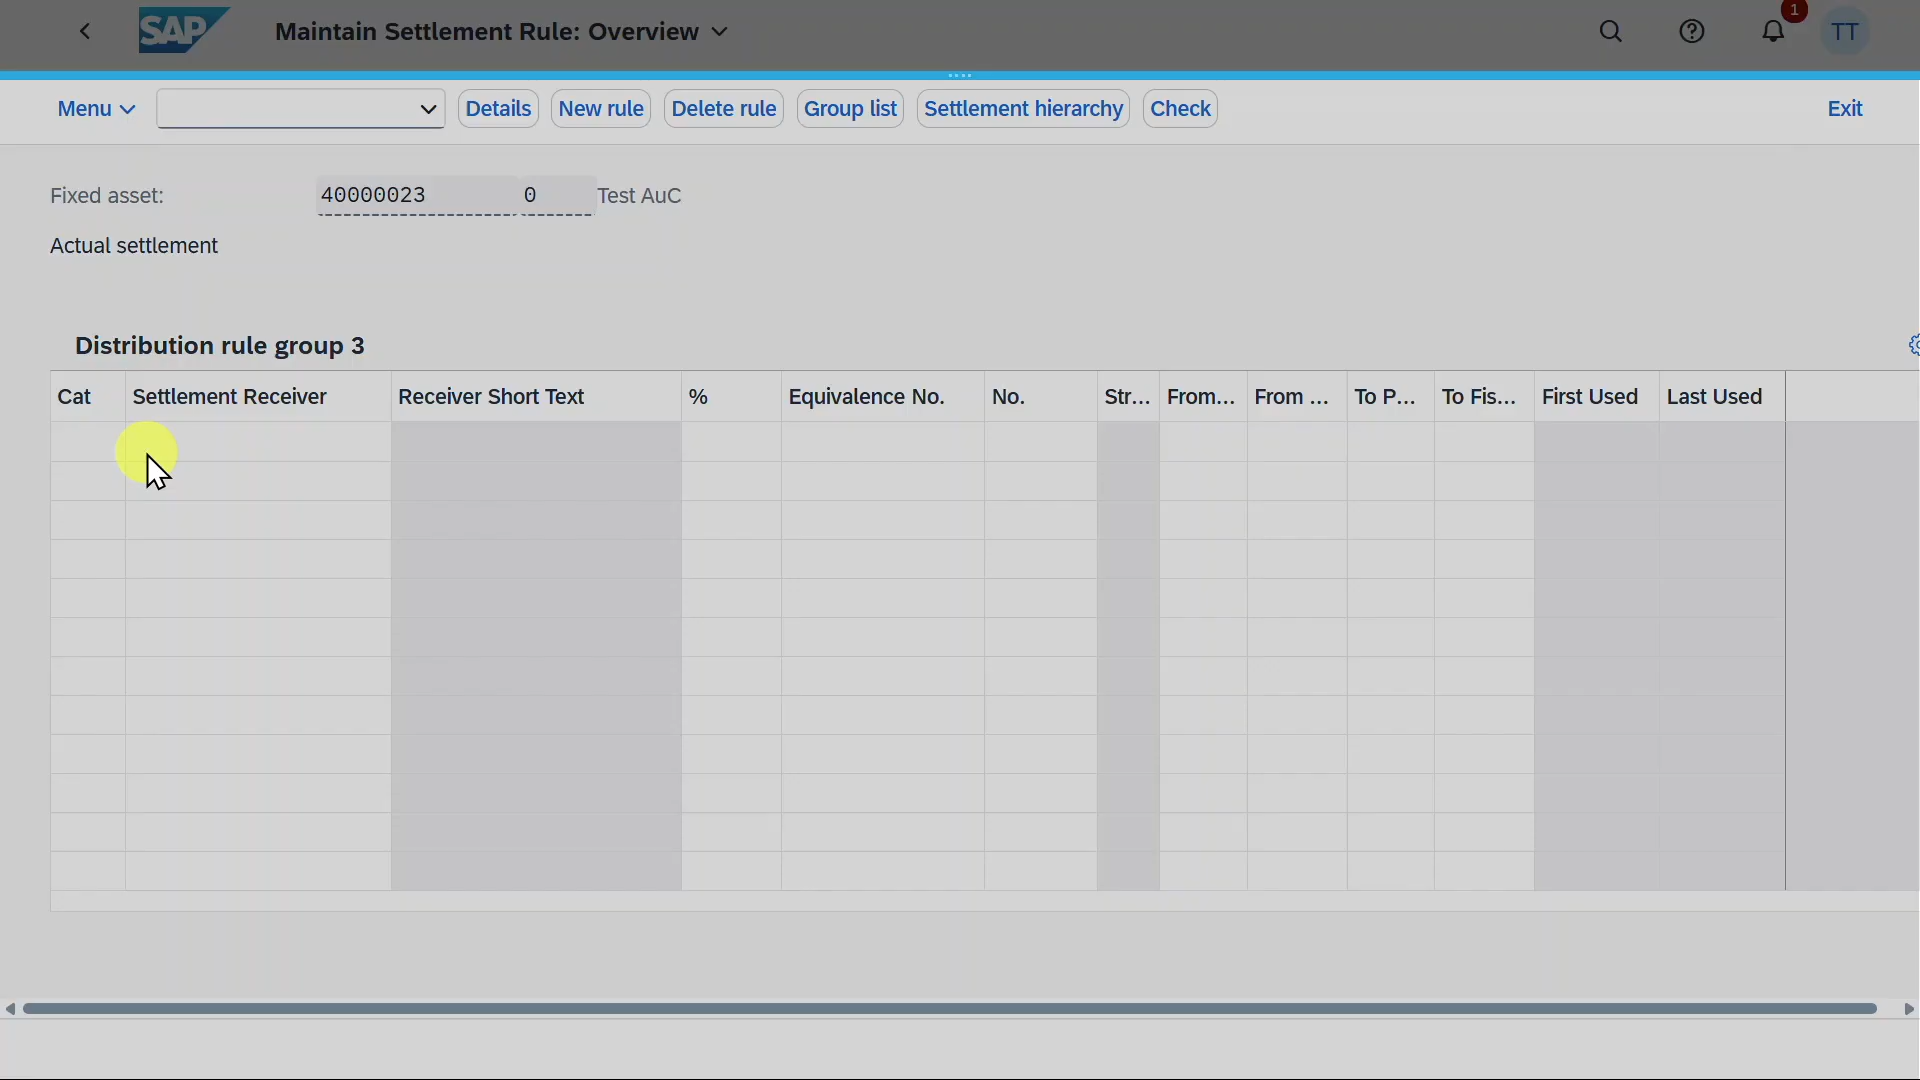 SAP Maintain Settlement Rule: Overview 1 TT
Menu Details New rule Delete rule Group list Settlement hierarchy Check Exit
Fixed asset: 40000023 0 Test AuC
Actual settlement
Distribution rule group 3
Cat Settlement Receiver Receiver Short Text % Equivalence No. No. Str... From... From ... To P... To Fis... First Used Last Used